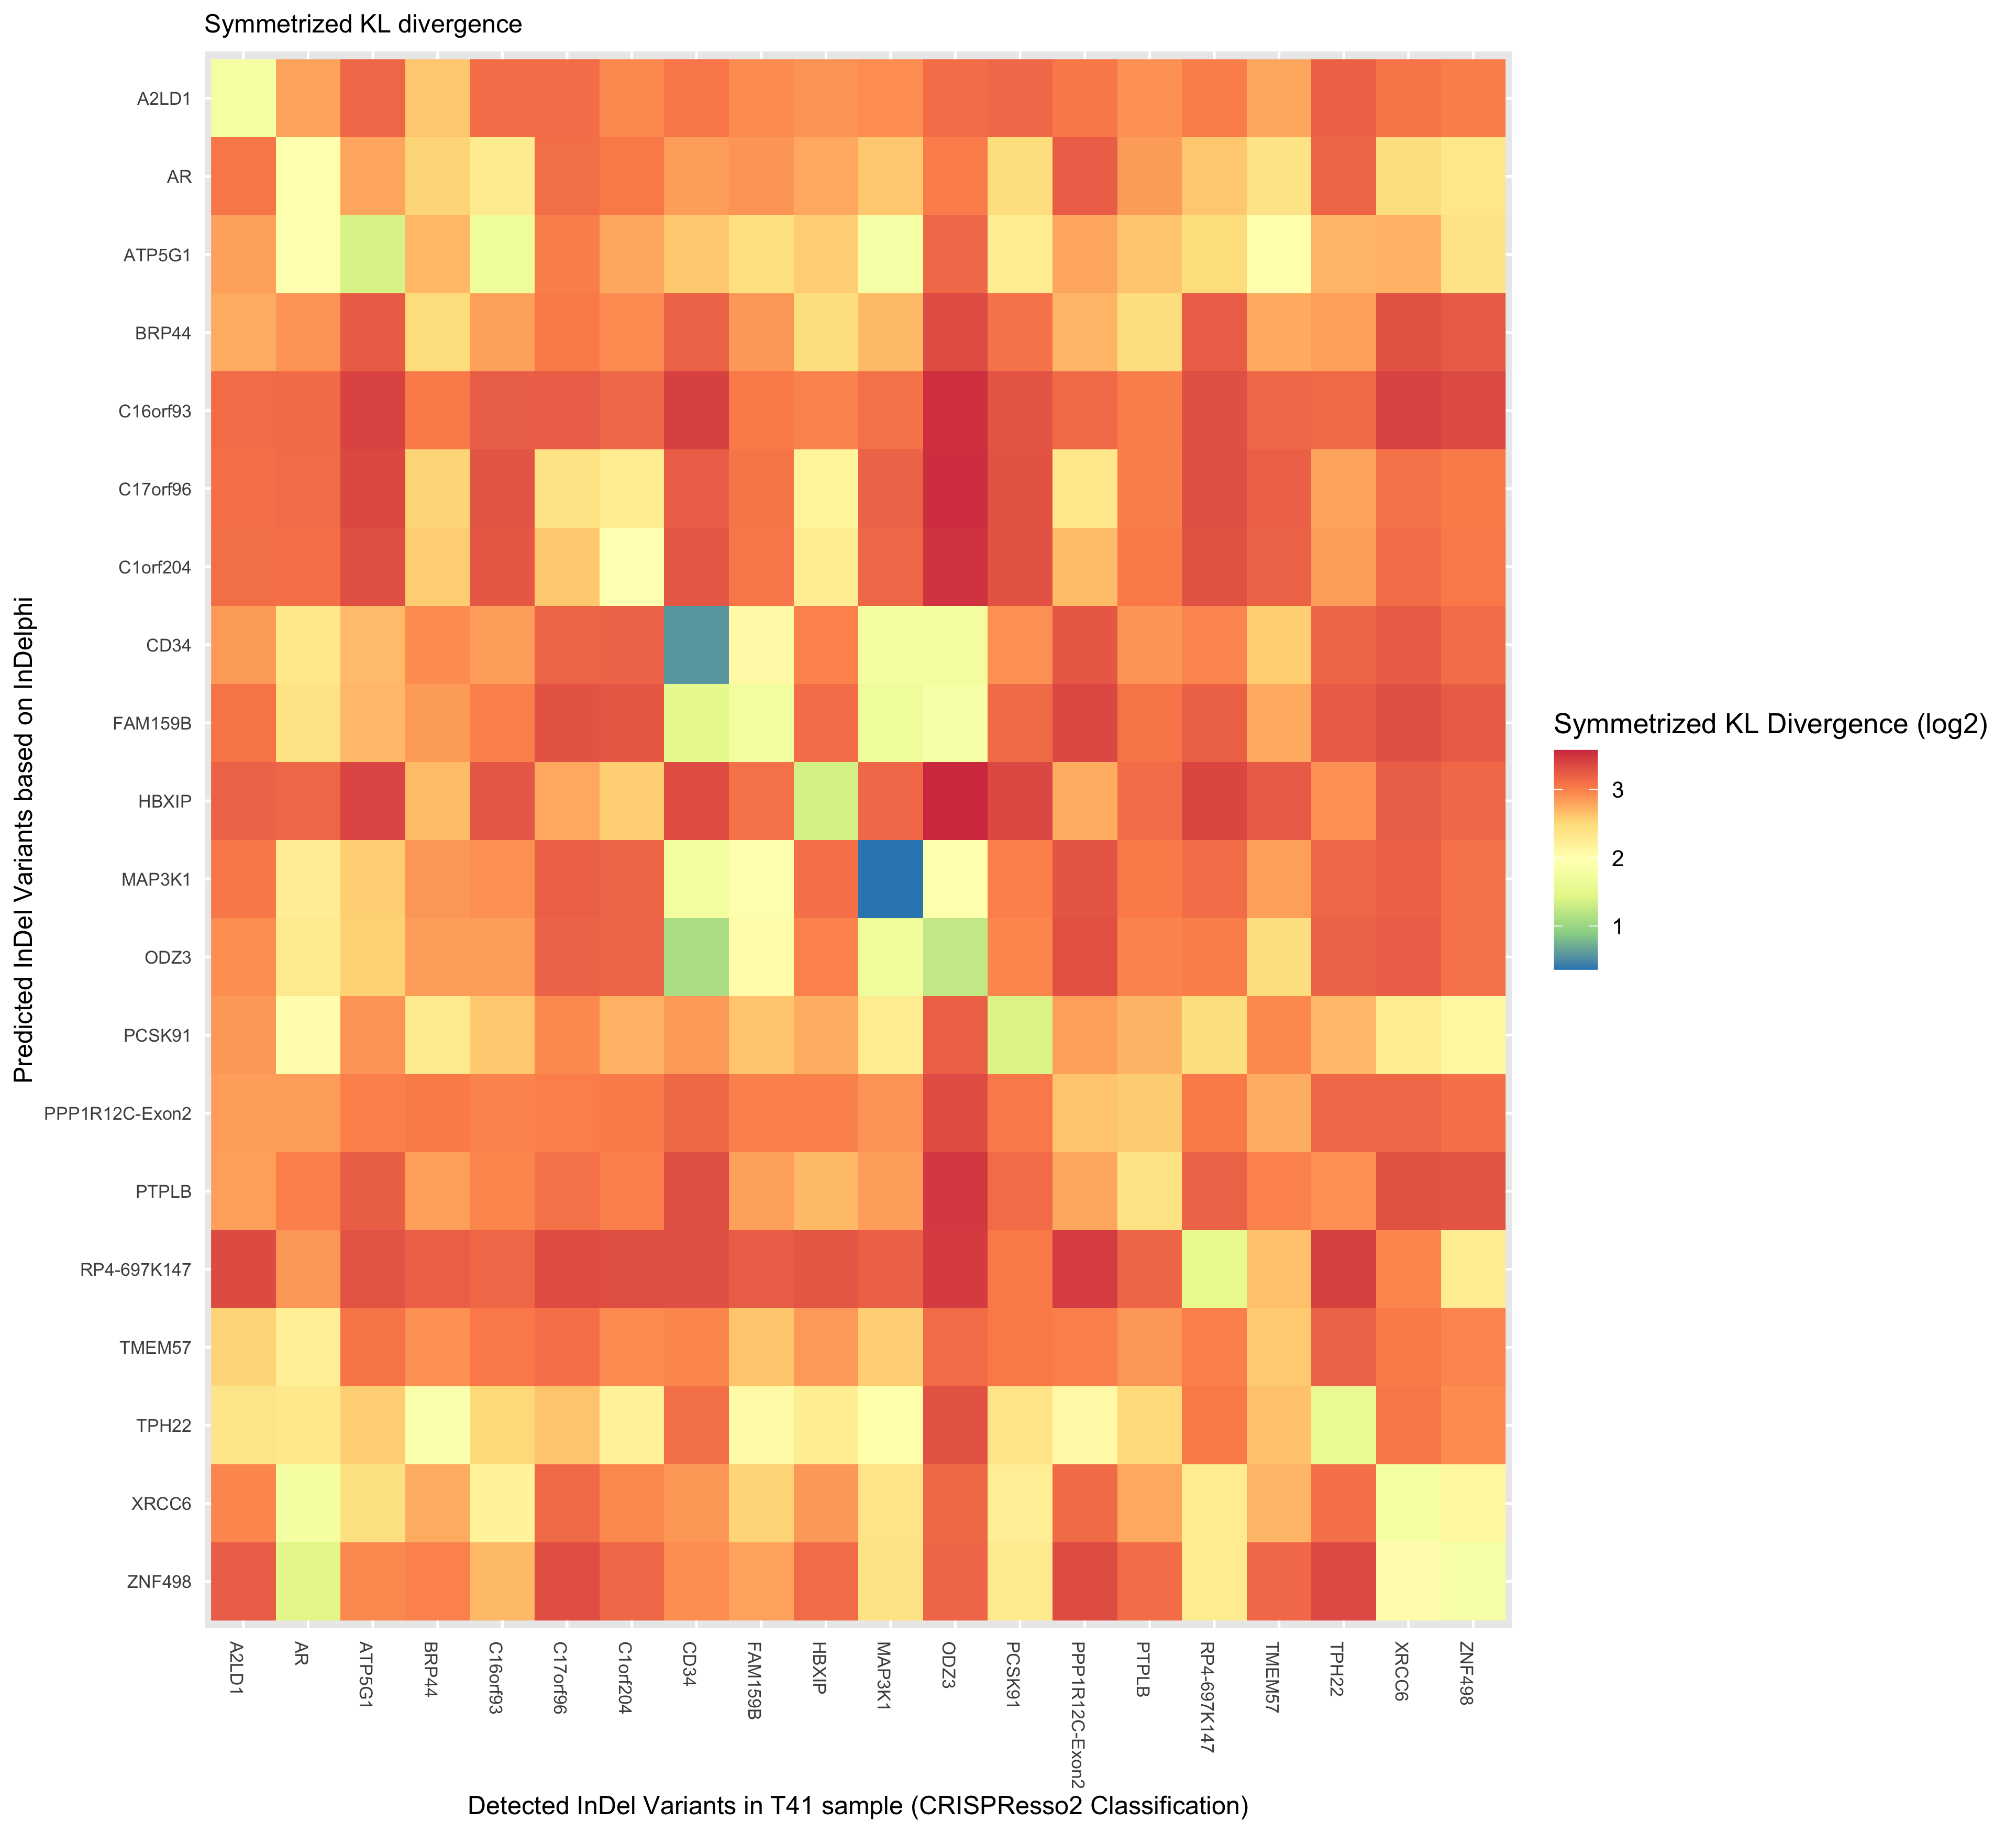 Symmetrized KL divergence
A2LD1
AR
ATP5G1
BRP44
C16orf93
C17orf96
C1orf204
CD34
FAM159B
HBXIP
MAP3K1
ODZ3
PCSK91
PPP1R12C-Exon2
PTPLB
RP4-697K147
TMEM57
TPH22
XRCC6
ZNF498
Predicted InDel Variants based on InDelphi
A2LD1
AR
ATP5G1
BRP44
C16orf93
C17orf96
C1orf204
CD34
FAM159B
HBXIP
MAP3K1
ODZ3
PCSK91
PPP1R12C-Exon2
PTPLB
RP4-697K147
TMEM57
TPH22
XRCC6
ZNF498
Detected InDel Variants in T41 sample (CRISPResso2 Classification)
Symmetrized KL Divergence (log2)
3
2
1